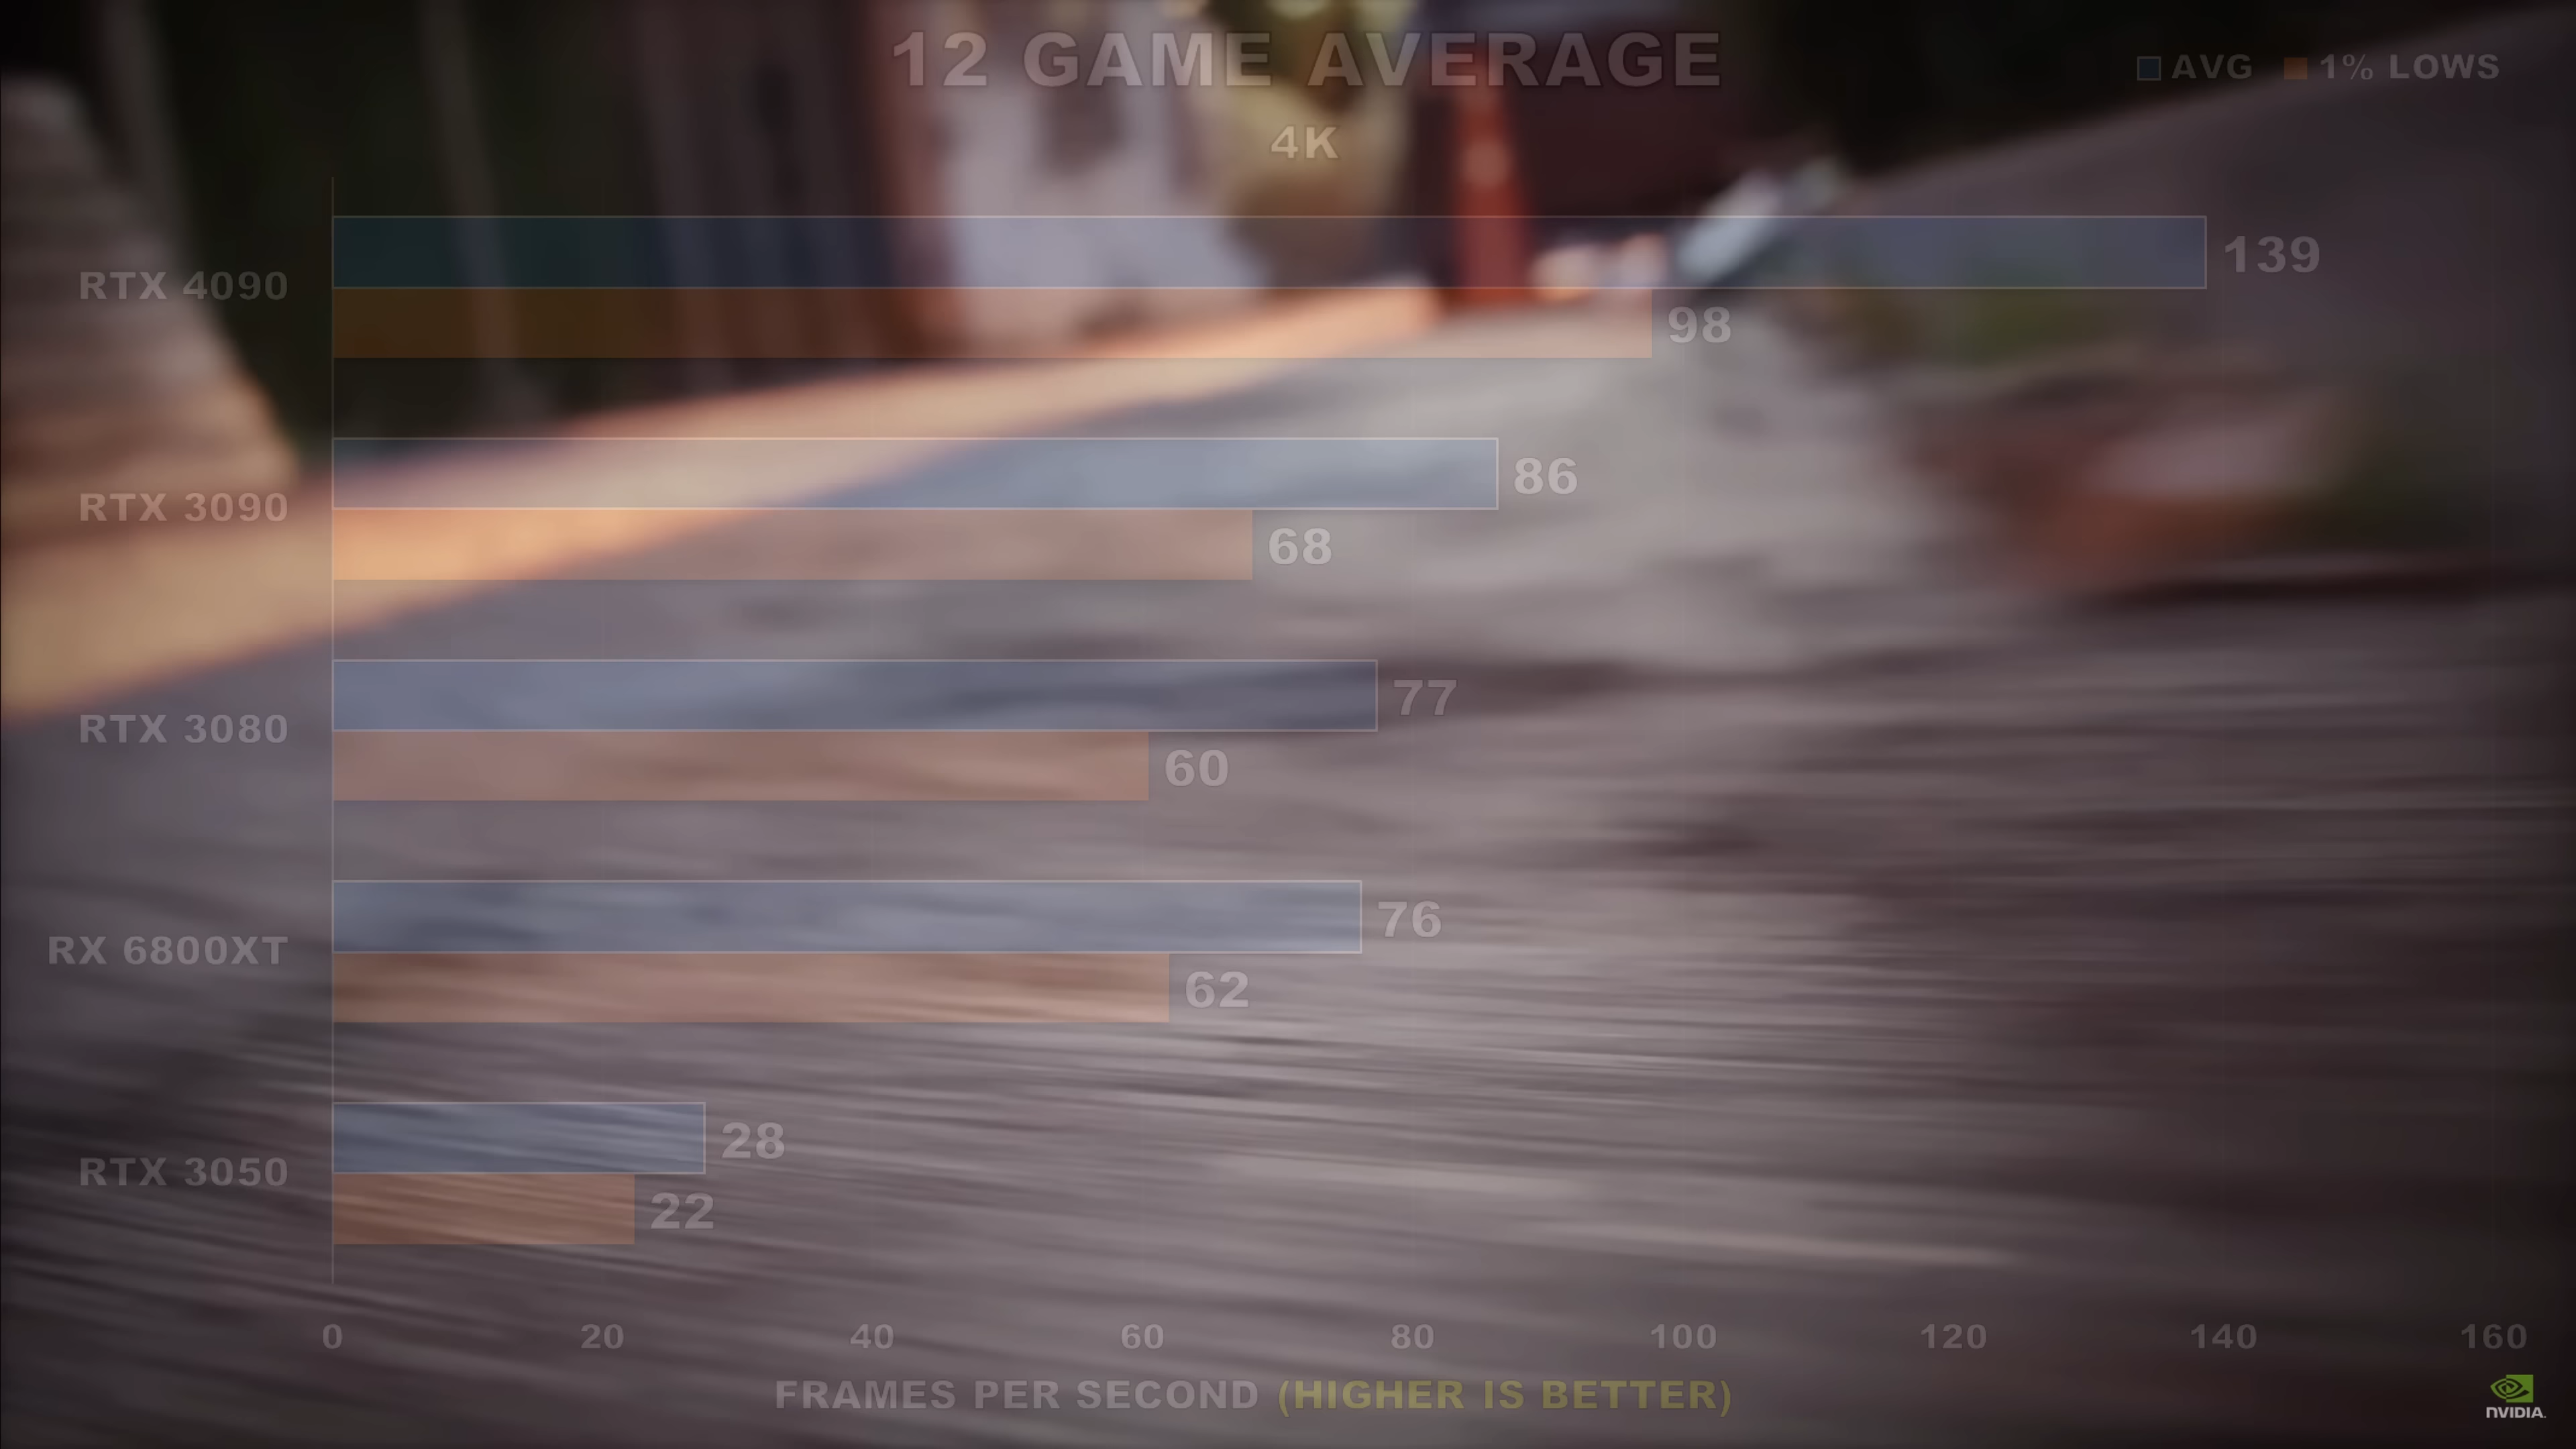 12 GAME AVERAGE
AVG 1% LOWS
4K
RTX 4090
139
98
RTX 3090
86
68
RTX 3080
77
60
RX 6800XT
76
62
RTX 3050
28
22
0 20 40 60 80 100 120 140 160
FRAMES PER SECOND (HIGHER IS BETTER)
NVIDIA.